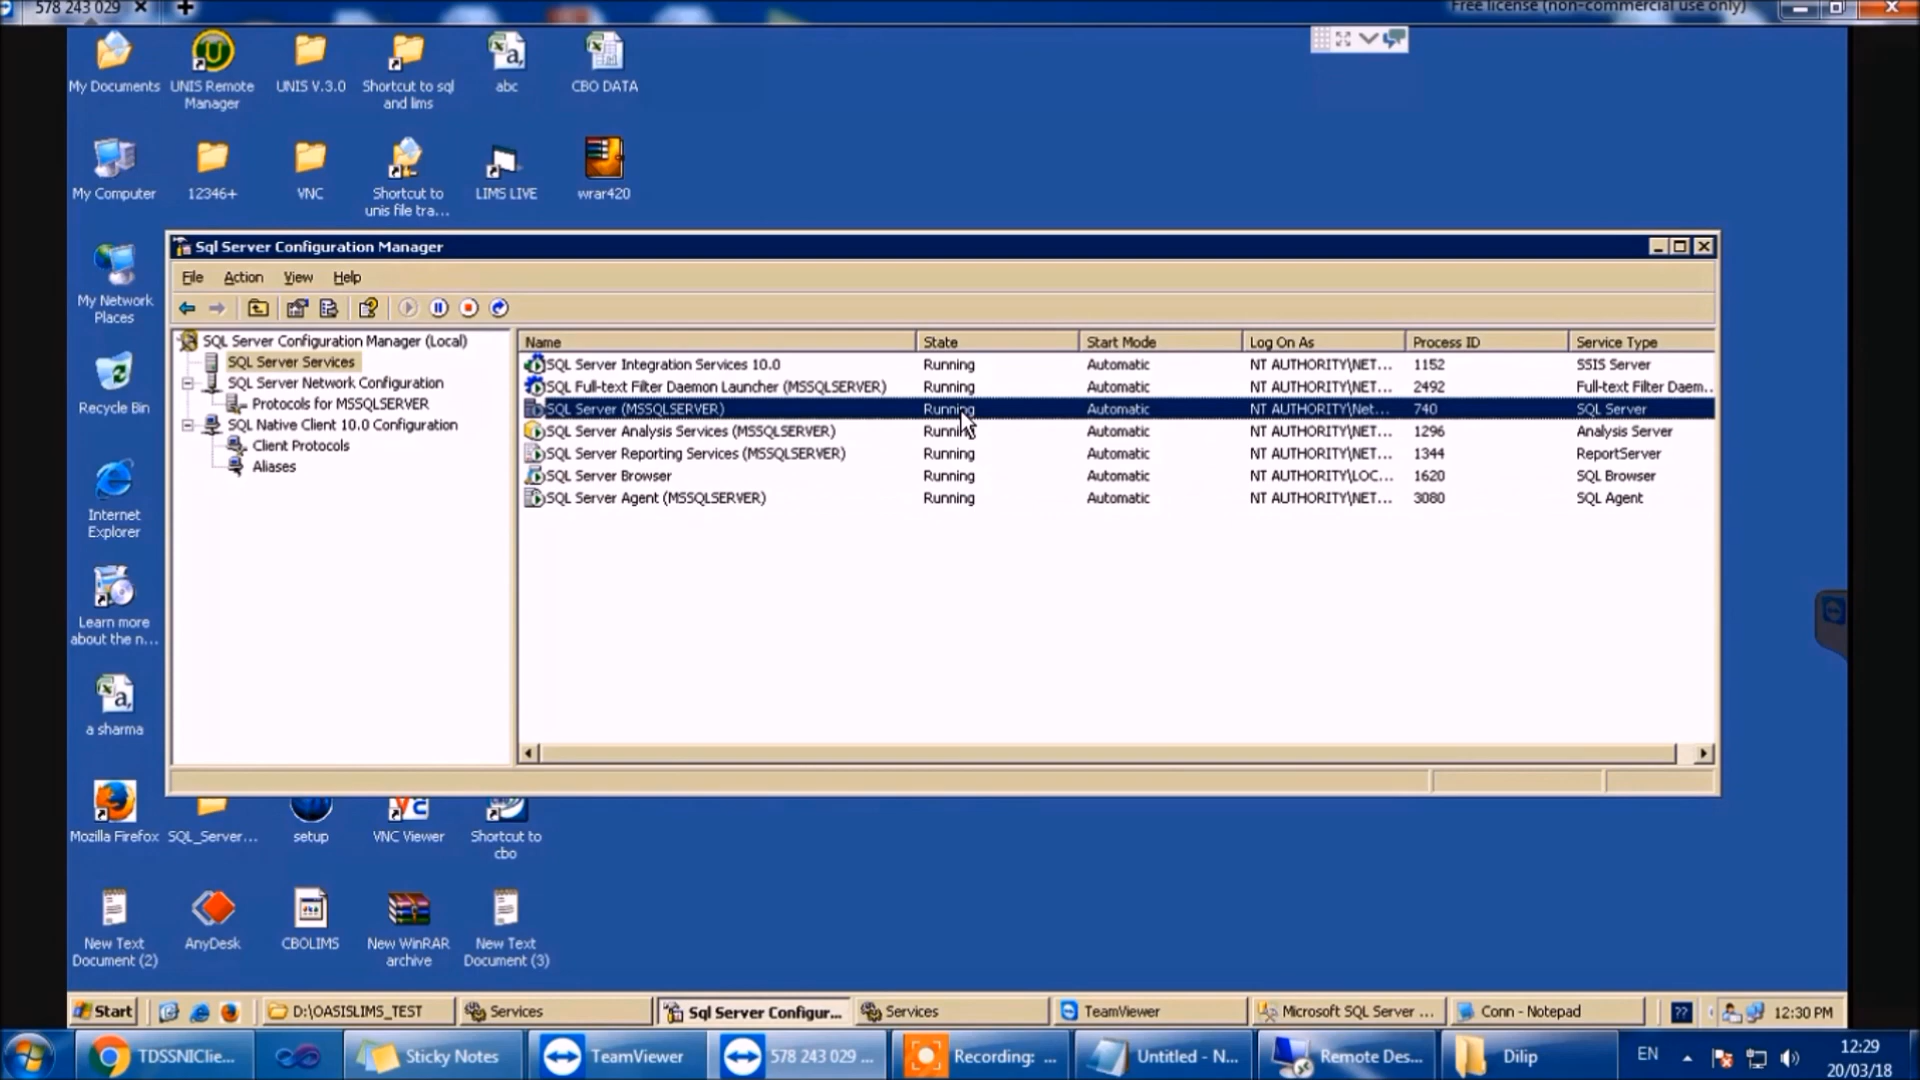 578 243 029
Free license (non-commercial use only)
My Documents
UNIS Remote
Manager
UNIS V.3.0
Shortcut to sql
and lims
abc
CBO DATA
My Computer
12346+
VNC
Shortcut to
unis file tra...
LIMS LIVE
wrar420
Sql Server Configuration Manager
File Action View Help
SQL Server Configuration Manager (Local)
SQL Server Services
SQL Server Network Configuration
Protocols for MSSQLSERVER
SQL Native Client 10.0 Configuration
Client Protocols
Aliases
Name State Start Mode Log On As Process ID Service Type
SQL Server Integration Services 10.0 Running Automatic NT AUTHORITY\NET... 1152 SSIS Server
SQL Full-text Filter Daemon Launcher (MSSQLSERVER) Running Automatic NT AUTHORITY\NET... 2492 Full-text Filter Daem...
SQL Server (MSSQLSERVER) Running Automatic NT AUTHORITY\Net... 740 SQL Server
SQL Server Analysis Services (MSSQLSERVER) Running Automatic NT AUTHORITY\NET... 1296 Analysis Server
SQL Server Reporting Services (MSSQLSERVER) Running Automatic NT AUTHORITY\NET... 1344 ReportServer
SQL Server Browser Running Automatic NT AUTHORITY\LOC... 1620 SQL Browser
SQL Server Agent (MSSQLSERVER) Running Automatic NT AUTHORITY\NET... 3080 SQL Agent
My Network
Places
Recycle Bin
Internet
Explorer
Learn more
about the n...
a sharma
Mozilla Firefox
SQL_Server...
setup
VNC Viewer
Shortcut to
cbo
New Text
Document (2)
AnyDesk
CBOLIMS
New WinRAR
archive
New Text
Document (3)
Start
D:\OASISLIMS_TEST
Services
Sql Server Configur...
Services
TeamViewer
Microsoft SQL Server ...
Conn - Notepad
??
12:30 PM
TDSSNIClie...
Sticky Notes
TeamViewer
578 243 029 ...
Recording: ...
Untitled - N...
Remote Des...
Dilip
EN
12:29
20/03/18